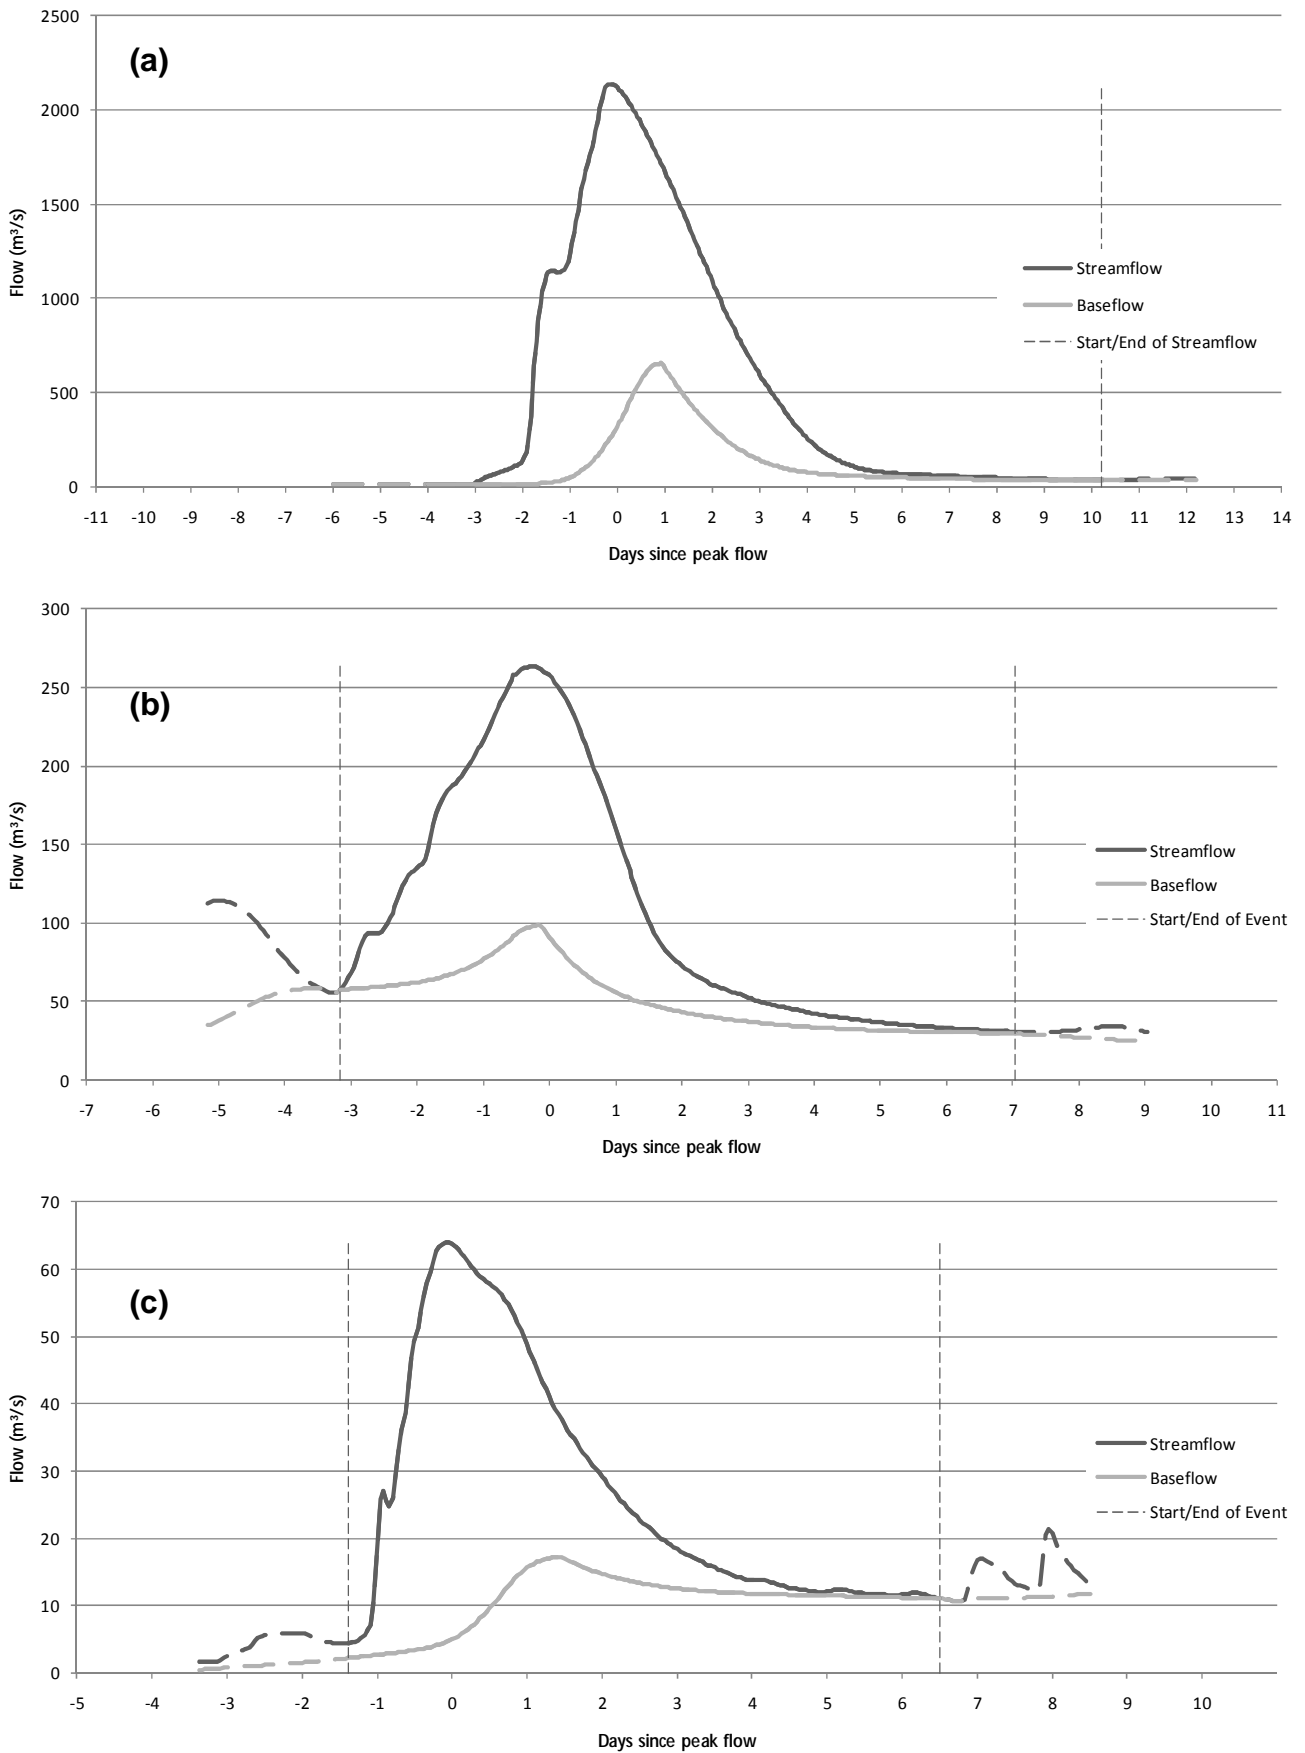 2500
(a)
2000
1500
Flow (m³/s)
Streamflow
1000
Baseflow
Start/End of Streamflow
500
0
-11 -10 -9 -8 -7 -6 -5 -4 -3 -2 -1 0 1 2 3 4 5 6 7 8 9 10 11 12 13 14
Days since peak flow
300
250
(b)
200
Flow (m³/s)
150
Streamflow
Baseflow
100
Start/End of Event
50
0
-7 -6 -5 -4 -3 -2 -1 0 1 2 3 4 5 6 7 8 9 10 11
Days since peak flow
70
60
(c)
50
40
Flow (m³/s)
Streamflow
30
Baseflow
Start/End of Event
20
10
0
-5 -4 -3 -2 -1 0 1 2 3 4 5 6 7 8 9 10
Days since peak flow